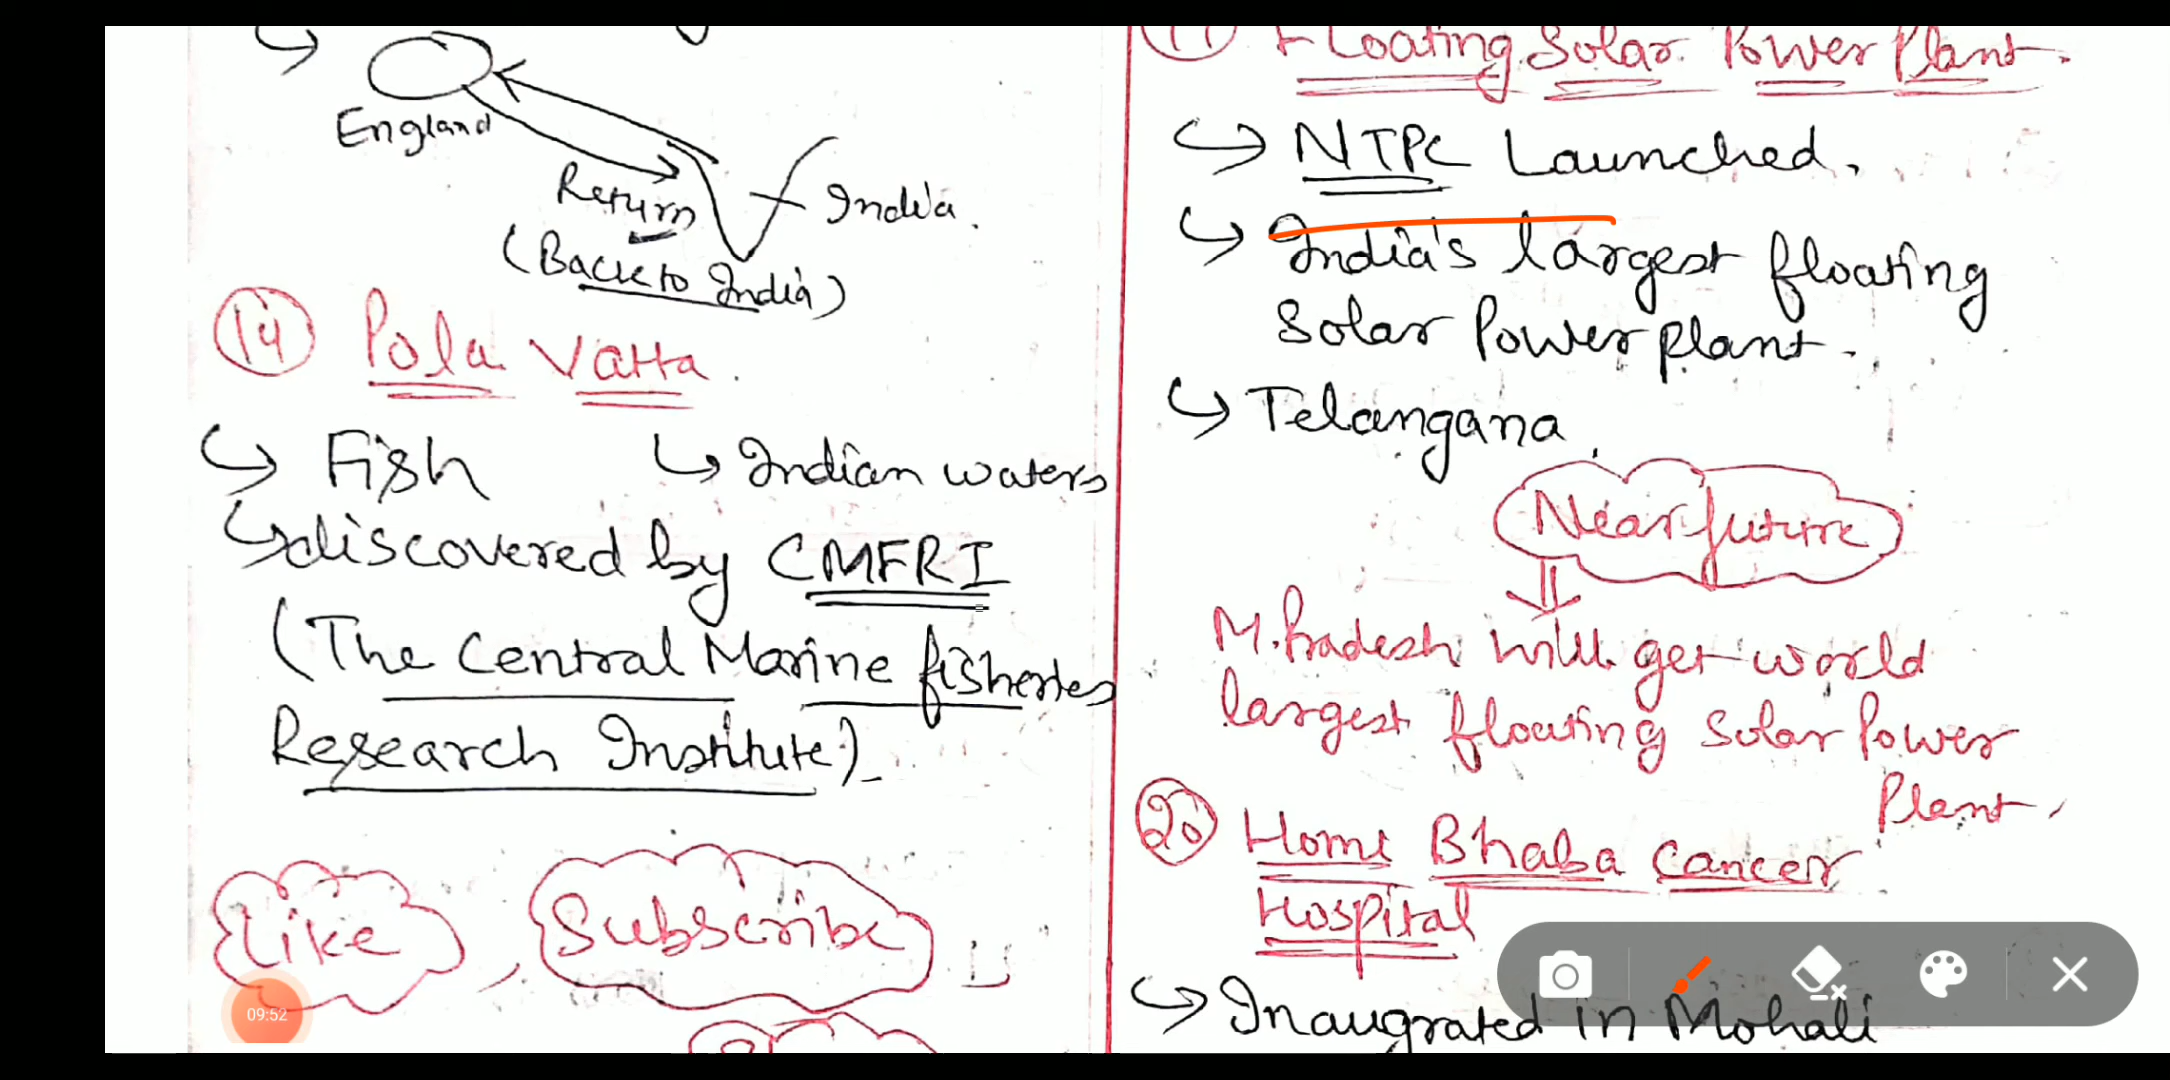 England
Return
India.
(Back to India)
14 Pola Vatta.
Fish
Indian waters
discovered by CMFRI
(The Central Marine fisheries
Research Institute)
Like, Subscribe
09:52
Floating Solar Power Plant.
NTPC Launched.
India's largest floating
Solar Power Plant.
Telangana
Near future
M. Pradesh will get world
largest floating Solar Power
Plant,
20 Homi Bhaba Cancer
Hospital
Inaugrated in Mohali